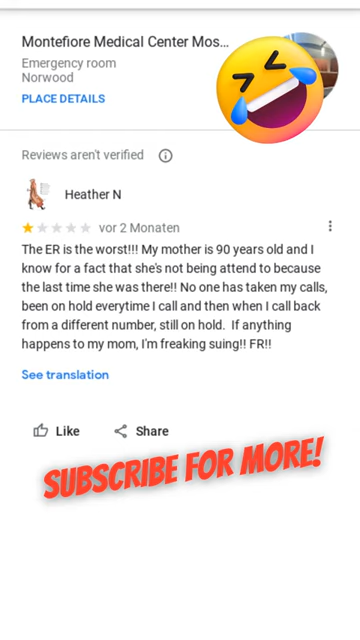 Montefiore Medical Center Mos...
Emergency room
Norwood
PLACE DETAILS
Reviews aren't verified
Heather N
vor 2 Monaten
The ER is the worst!!! My mother is 90 years old and I
know for a fact that she's not being attend to because
the last time she was there!! No one has taken my calls,
been on hold everytime I call and then when I call back
from a different number, still on hold. If anything
happens to my mom, I'm freaking suing!! FR!!
See translation
Like
Share
SUBSCRIBE FOR MORE!